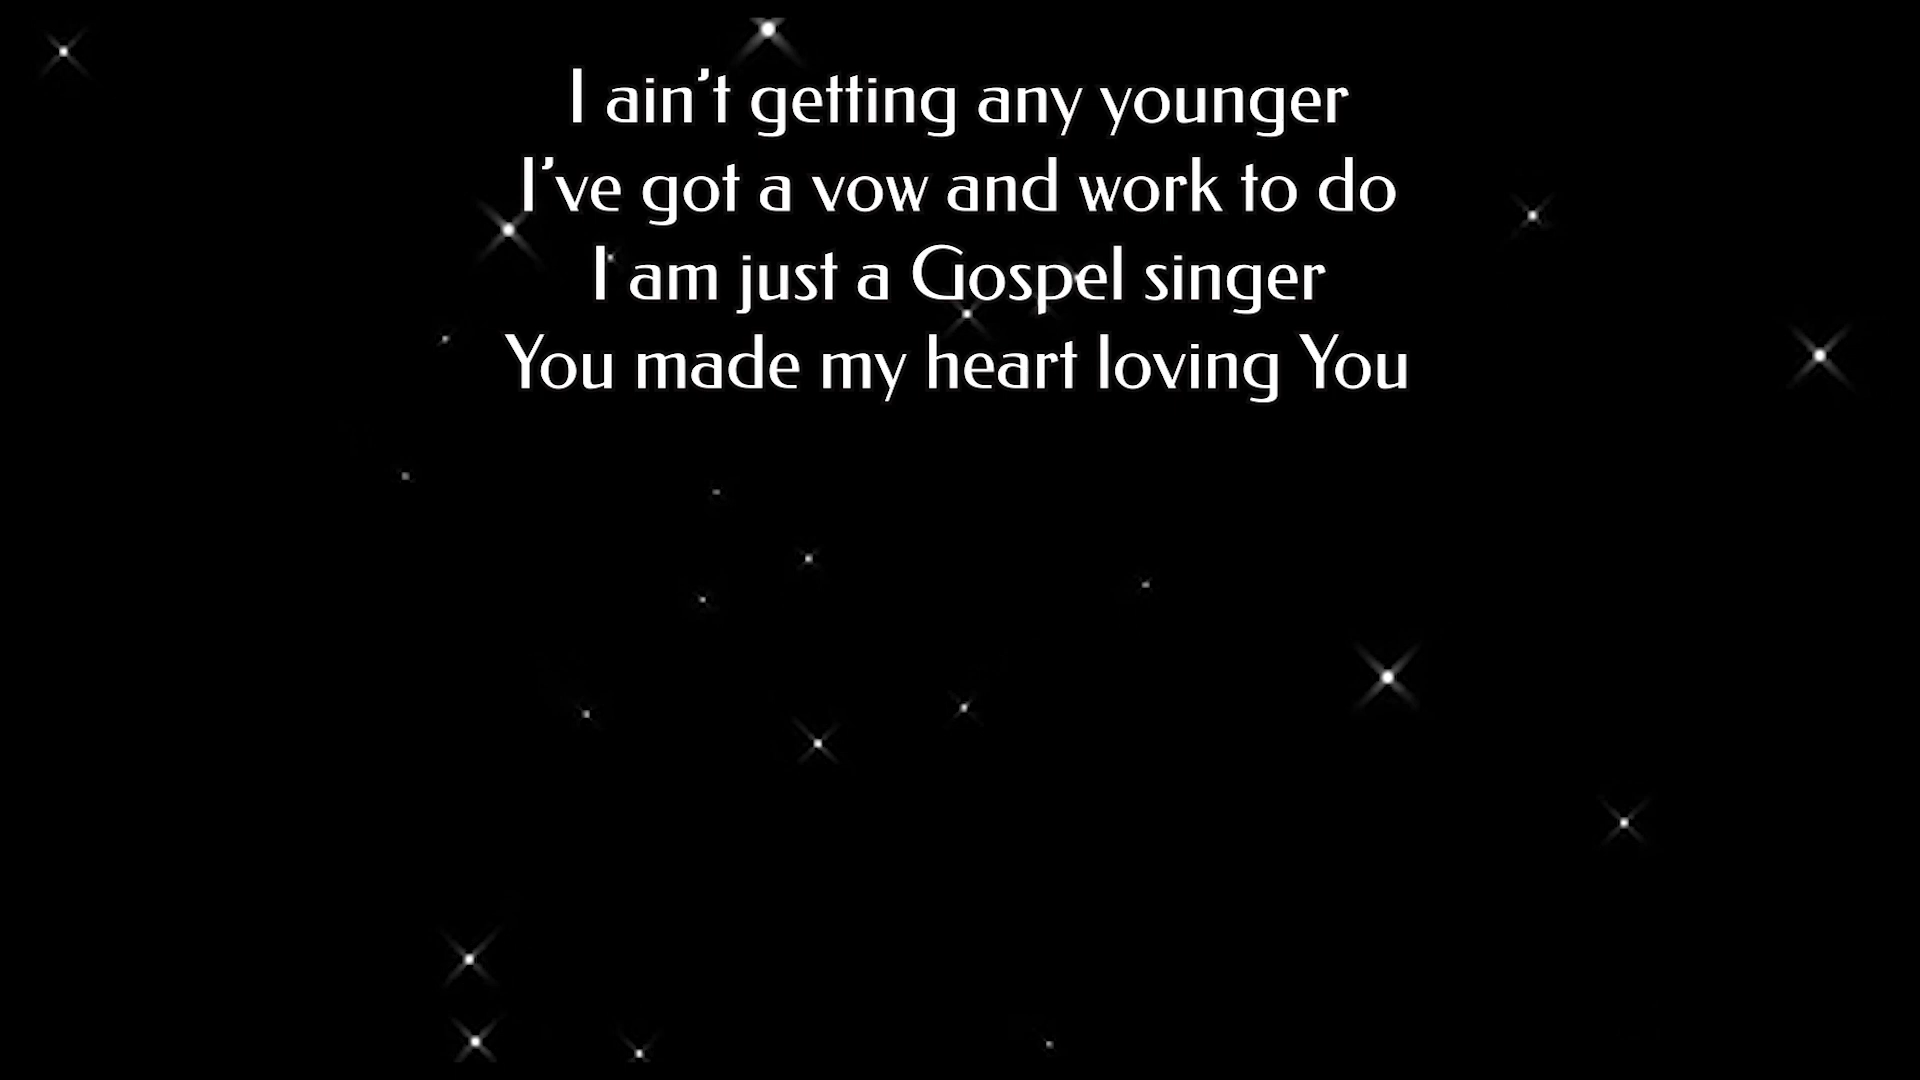 I ain’t getting any younger
I’ve got a vow and work to do
I am just a Gospel singer
You made my heart loving You